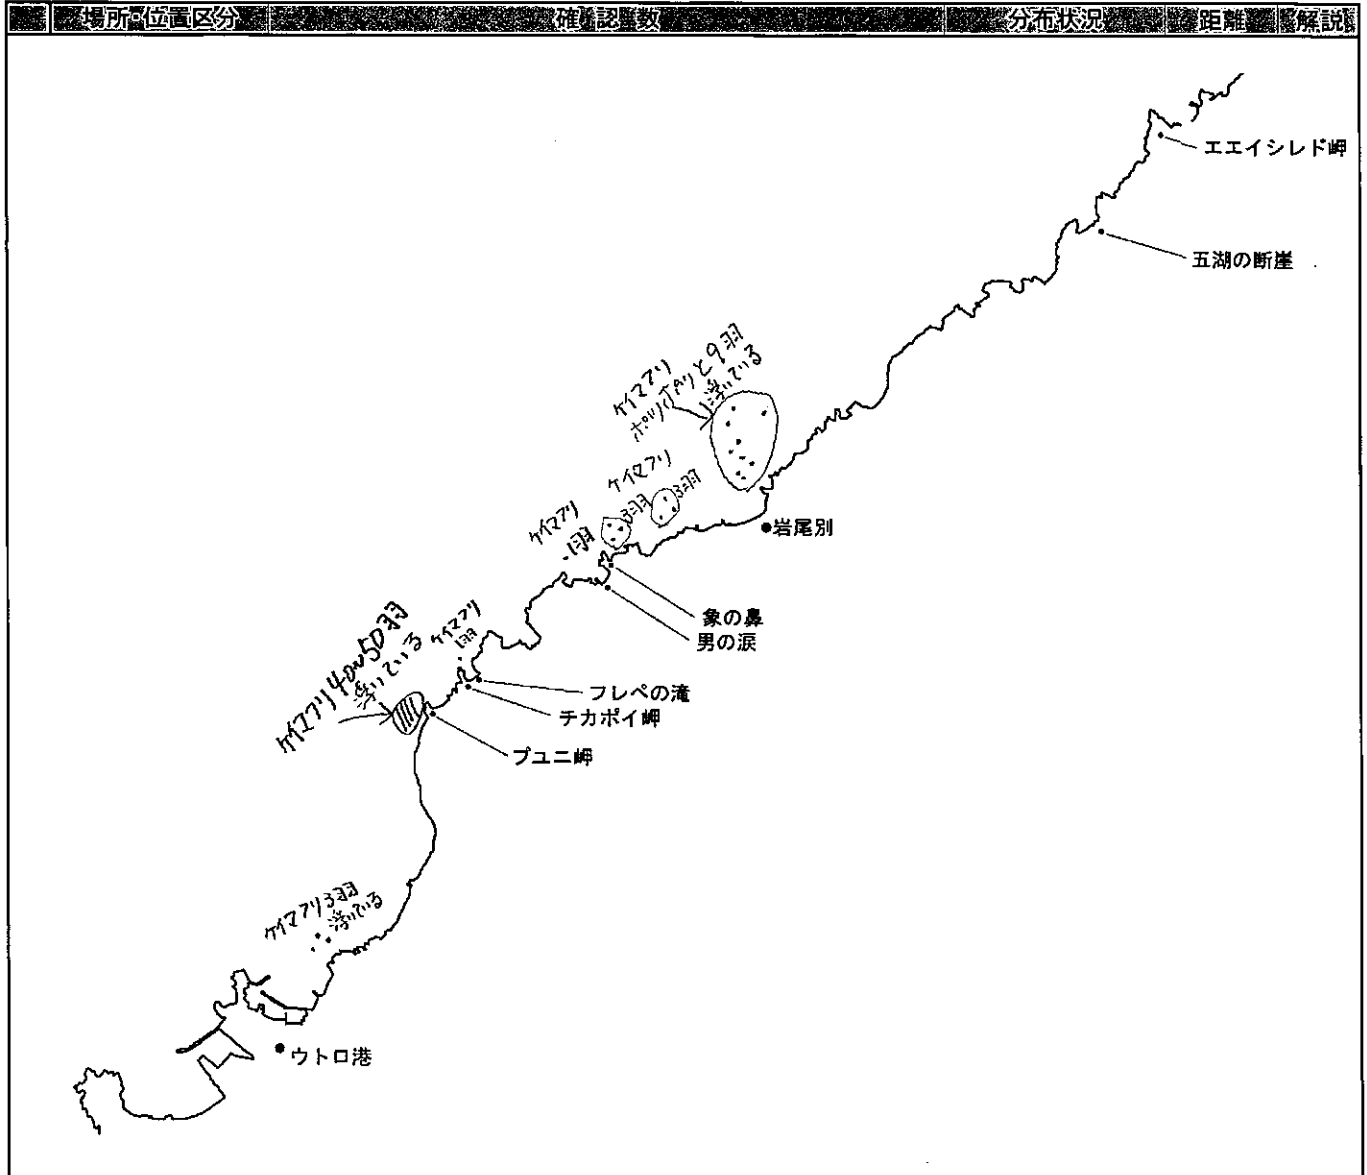 場所・位置区分 確認数 分布状況 距離 解説
エエイシレド岬
五湖の断崖
ケイマフリ
ポツリポツリと9羽
浮いている
ケイマフリ
3羽
3羽
ケイマフリ
1羽
岩尾別
象の鼻
男の涙
ケイマフリ
1羽
ケイマフリ40~50羽
浮いている
フレペの滝
チカポイ岬
プユニ岬
ケイマフリ3羽
浮いている
ウトロ港